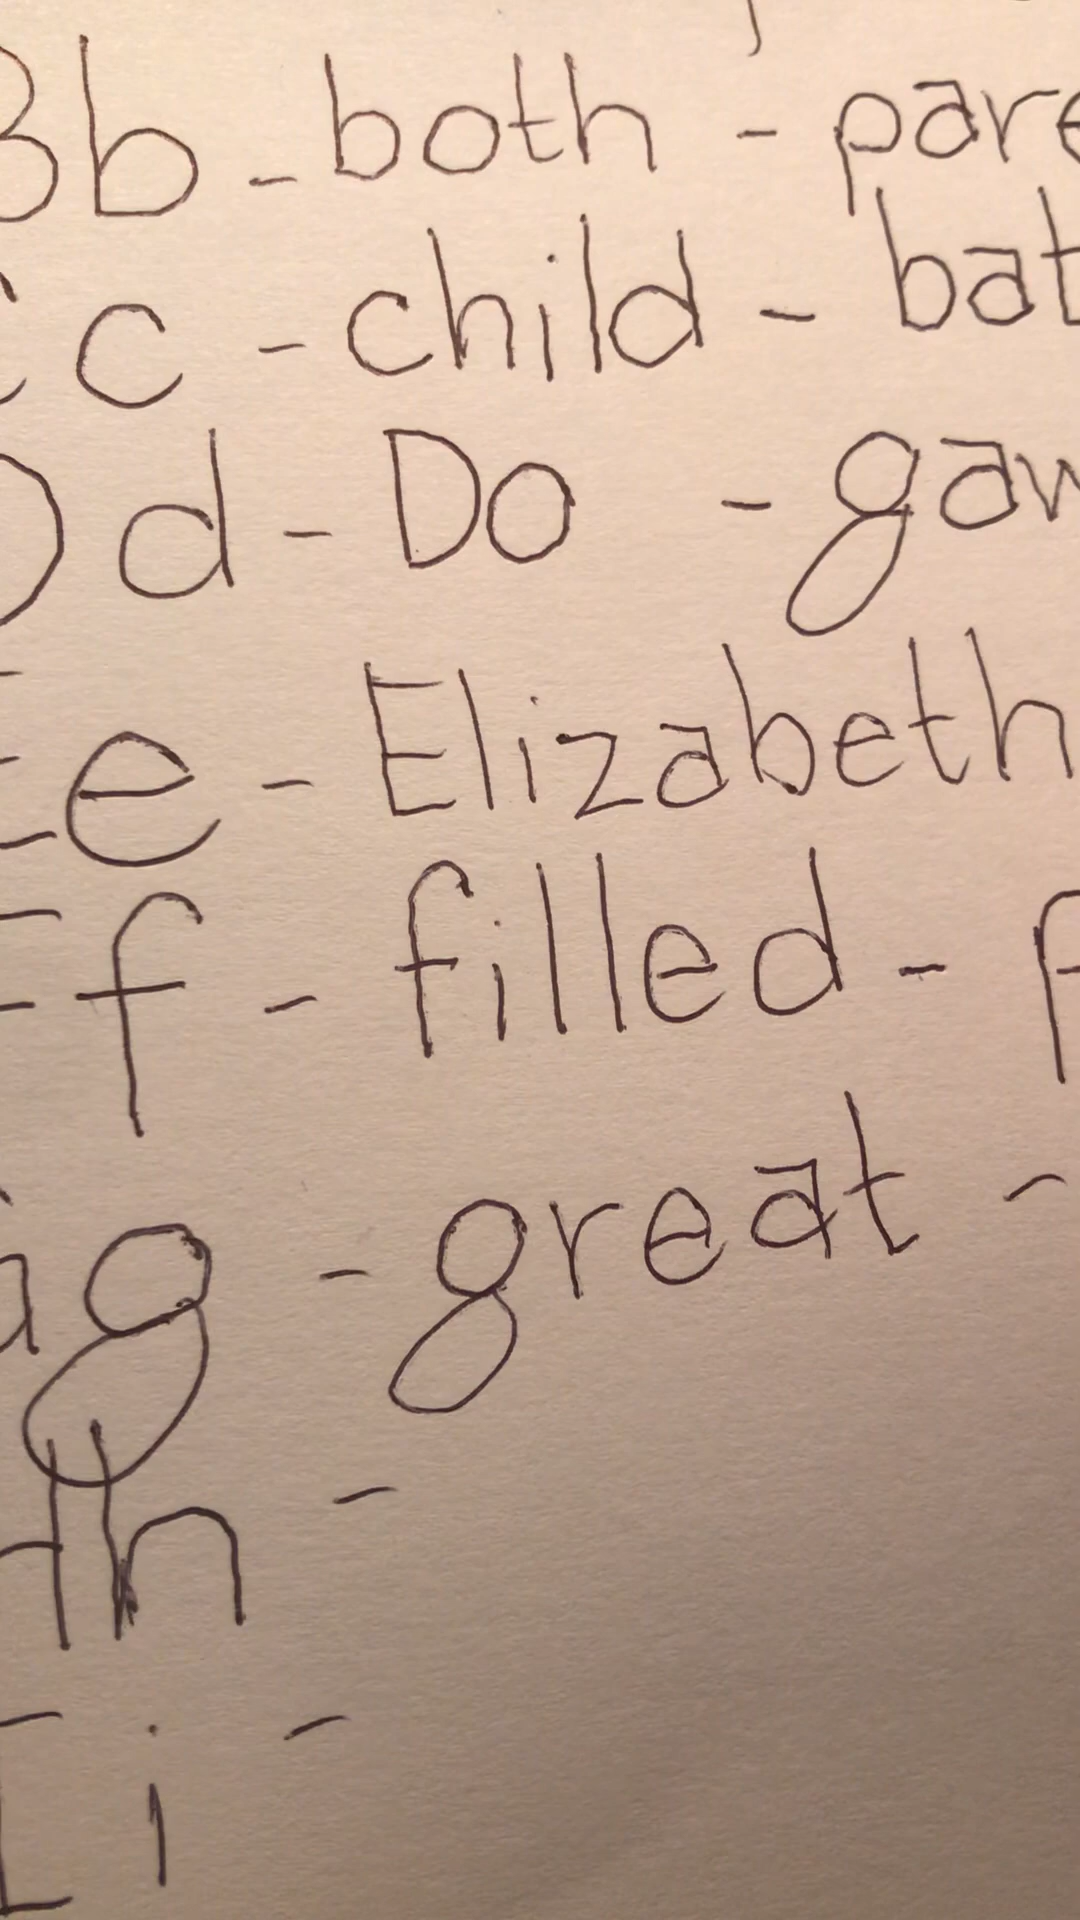 Bb - both - pare
Cc - child - bat
Dd - Do - gaw
Ee - Elizabeth
Ff - filled - f
Gg - great -
Hh -
Ii -